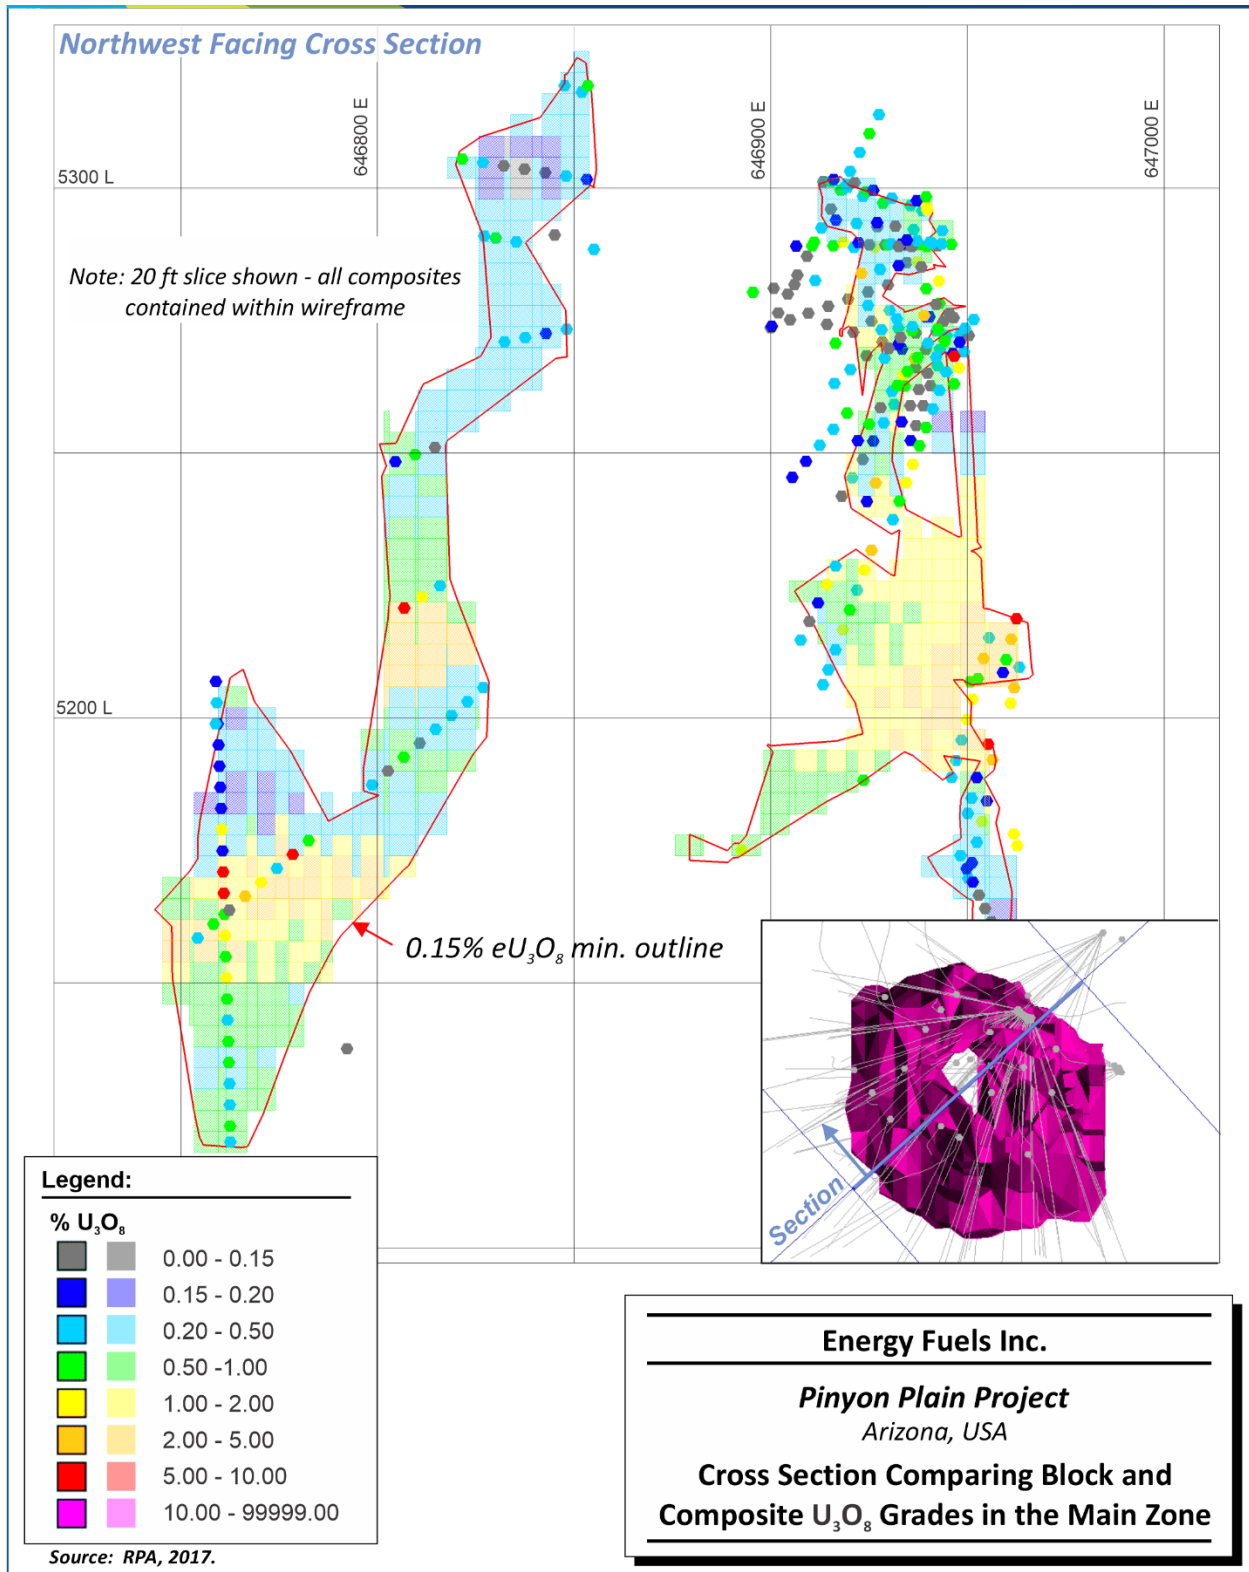 Northwest Facing Cross Section
646800 E
646900 E
647000 E
5300 L
Note: 20 ft slice shown - all composites
contained within wireframe
5200 L
0.15% eU₃O₈ min. outline
Section
Legend:
% U₃O₈
0.00 - 0.15
0.15 - 0.20
0.20 - 0.50
0.50 -1.00
1.00 - 2.00
2.00 - 5.00
5.00 - 10.00
10.00 - 99999.00
Source: RPA, 2017.
Energy Fuels Inc.
Pinyon Plain Project
Arizona, USA
Cross Section Comparing Block and
Composite U₃O₈ Grades in the Main Zone